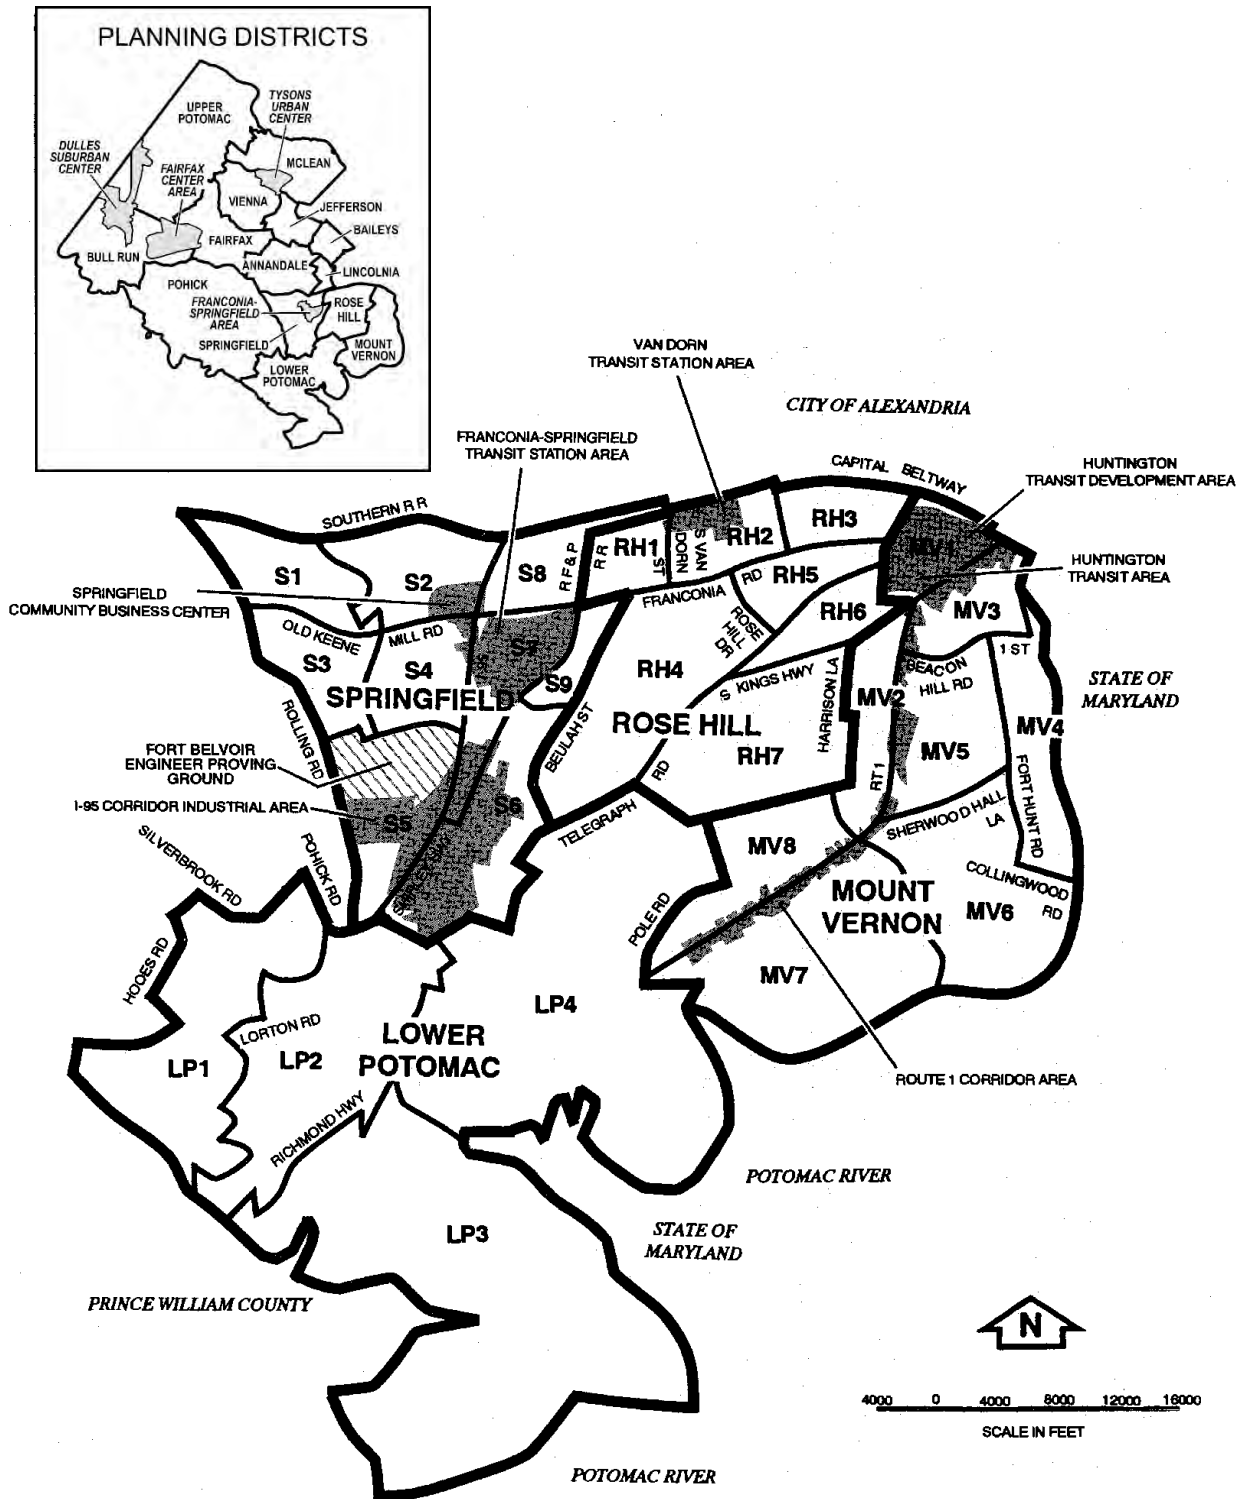 PLANNING DISTRICTS
TYSONS
URBAN
CENTER
UPPER
POTOMAC
DULLES
SUBURBAN
CENTER
FAIRFAX
CENTER
AREA
MCLEAN
VIENNA
JEFFERSON
BAILEYS
FAIRFAX
BULL RUN
ANNANDALE
LINCOLNIA
POHICK
FRANCONIA-
SPRINGFIELD
AREA
ROSE
HILL
SPRINGFIELD
MOUNT
VERNON
LOWER
POTOMAC
VAN DORN
TRANSIT STATION AREA
CITY OF ALEXANDRIA
FRANCONIA-SPRINGFIELD
TRANSIT STATION AREA
CAPITAL BELTWAY
HUNTINGTON
TRANSIT DEVELOPMENT AREA
SOUTHERN R R
HUNTINGTON
TRANSIT AREA
S1
S2
S8
R F & P
R R
RH1
ST
DORN
S VAN
RH2
RH3
MV1
SPRINGFIELD
COMMUNITY BUSINESS CENTER
FRANCONIA
RD
RH5
RH6
MV3
OLD KEENE
MILL RD
S7
ROSE
HILL
DR
1 ST
S3
S4
95
S9
RH4
S KINGS HWY
HARRISON LA
MV2
BEACON
HILL RD
STATE OF
MARYLAND
SPRINGFIELD
ROLLING RD
BEULAH ST
ROSE HILL
RH7
RT 1
MV5
MV4
FORT BELVOIR
ENGINEER PROVING
GROUND
RD
FORT HUNT RD
I-95 CORRIDOR INDUSTRIAL AREA
S5
S6
TELEGRAPH
SHERWOOD HALL
LA
SILVERBROOK RD
POHICK RD
SHIRLEY HWY
MV8
COLLINGWOOD
RD
MOUNT
VERNON
MV6
POLE RD
HOOES RD
MV7
LORTON RD
LP4
LOWER
POTOMAC
LP1
LP2
ROUTE 1 CORRIDOR AREA
RICHMOND HWY
POTOMAC RIVER
LP3
STATE OF
MARYLAND
PRINCE WILLIAM COUNTY
N
4000 0 4000 8000 12000 16000
SCALE IN FEET
POTOMAC RIVER